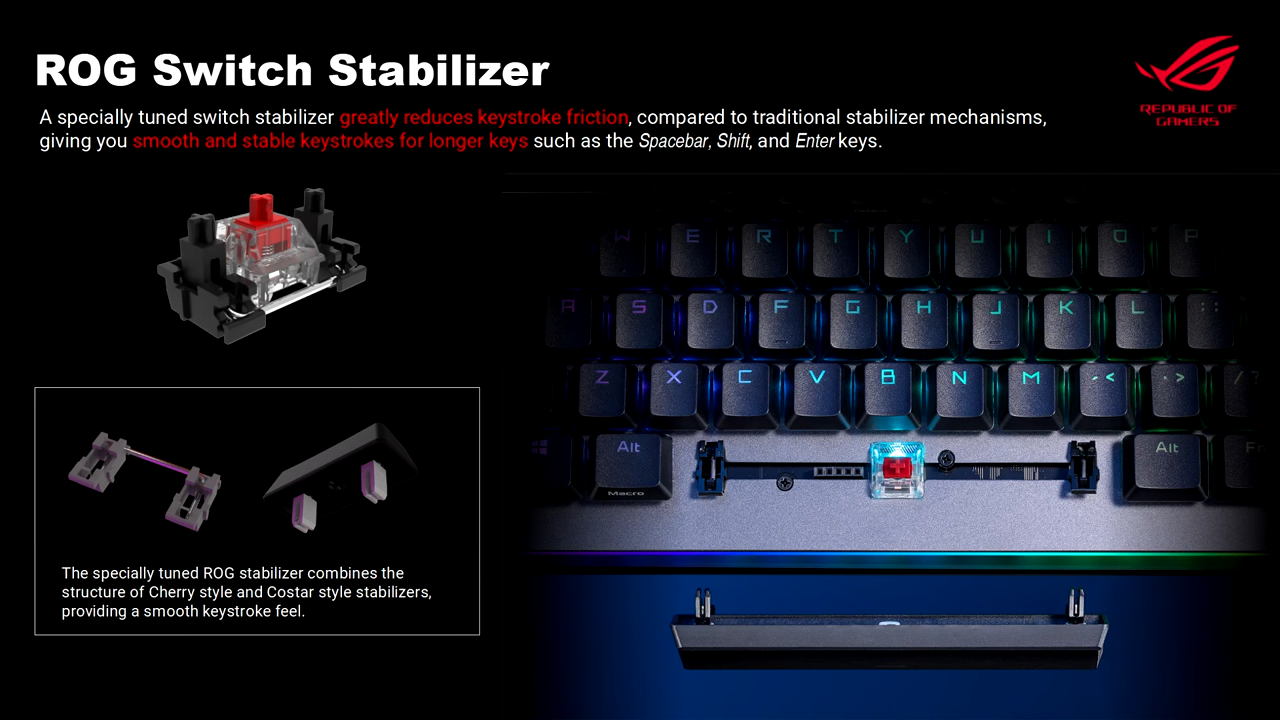 ROG Switch Stabilizer
REPUBLIC OF
GAMERS
A specially tuned switch stabilizer greatly reduces keystroke friction, compared to traditional stabilizer mechanisms,
giving you smooth and stable keystrokes for longer keys such as the Spacebar, Shift, and Enter keys.
W E R T Y U I O P
A S D F G H J K L : ;
Z X C V B N M , < . > / ?
Alt Alt Fn
Macro
The specially tuned ROG stabilizer combines the
structure of Cherry style and Costar style stabilizers,
providing a smooth keystroke feel.